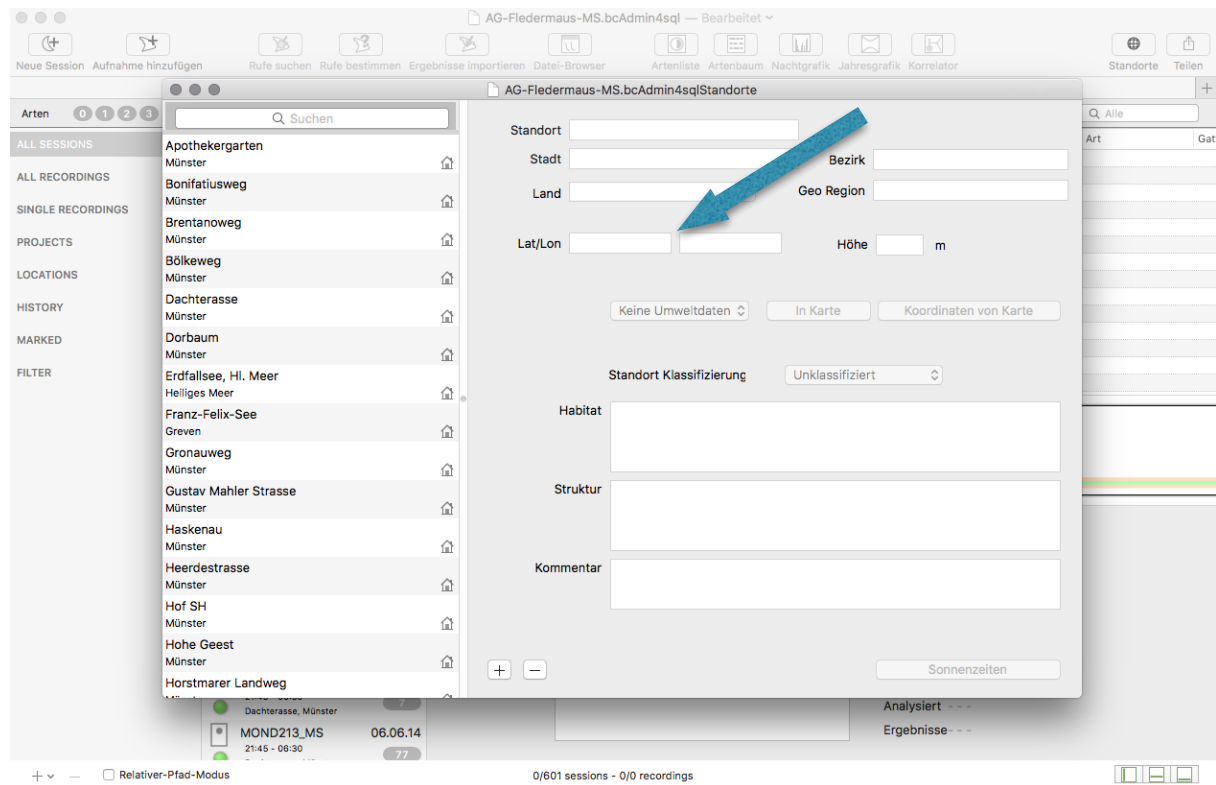 AG-Fledermaus-MS.bcAdmin4sql — Bearbeitet
Neue Session Aufnahme hinzufügen Rufe suchen Rufe bestimmen Ergebnisse importieren Datei-Browser Artenliste Artenbaum Nachtgrafik Jahresgrafik Korrelator Standorte Teilen
AG-Fledermaus-MS.bcAdmin4sqlStandorte
Arten 0 1 2 3
Suchen
Alle
Art Gat
ALL SESSIONS
ALL RECORDINGS
SINGLE RECORDINGS
PROJECTS
LOCATIONS
HISTORY
MARKED
FILTER
Apothekergarten
Münster
Bonifatiusweg
Münster
Brentanoweg
Münster
Bölkeweg
Münster
Dachterasse
Münster
Dorbaum
Münster
Erdfallsee, Hl. Meer
Heiliges Meer
Franz-Felix-See
Greven
Gronauweg
Münster
Gustav Mahler Strasse
Münster
Haskenau
Münster
Heerdestrasse
Münster
Hof SH
Münster
Hohe Geest
Münster
Horstmarer Landweg
Standort
Stadt Bezirk
Land Geo Region
Lat/Lon Höhe m
Keine Umweltdaten In Karte Koordinaten von Karte
Standort Klassifizierung Unklassifiziert
Habitat
Struktur
Kommentar
+ − Sonnenzeiten
7
Dachterasse, Münster
MOND213_MS 06.06.14
21:45 - 06:30
77
Analysiert - - -
Ergebnisse- - -
Relativer-Pfad-Modus
0/601 sessions - 0/0 recordings